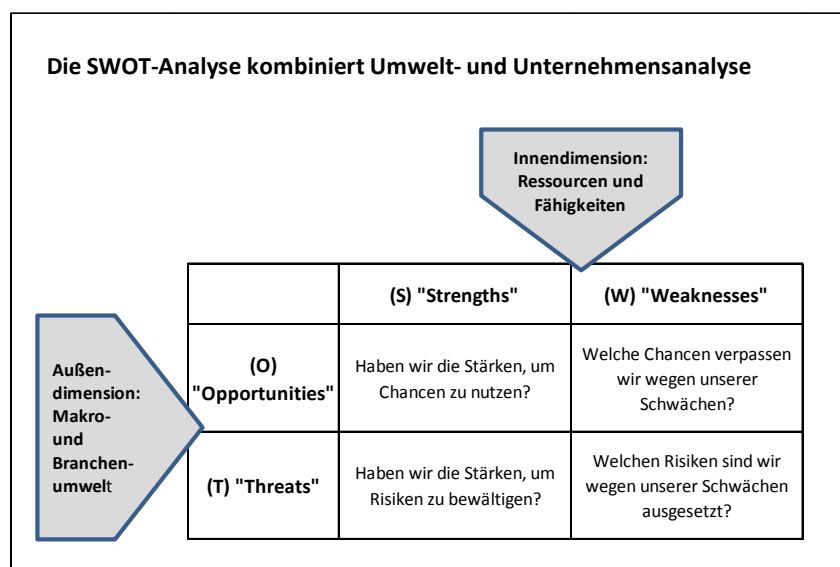 Die SWOT-Analyse kombiniert Umwelt- und Unternehmensanalyse
Innendimension:
Ressourcen und
Fähigkeiten
(S) "Strengths"
(W) "Weaknesses"
Außen-
dimension:
Makro-
und
Branchen-
umwelt
(O)
"Opportunities"
Haben wir die Stärken, um
Chancen zu nutzen?
Welche Chancen verpassen
wir wegen unserer
Schwächen?
(T) "Threats"
Haben wir die Stärken, um
Risiken zu bewältigen?
Welchen Risiken sind wir
wegen unserer Schwächen
ausgesetzt?